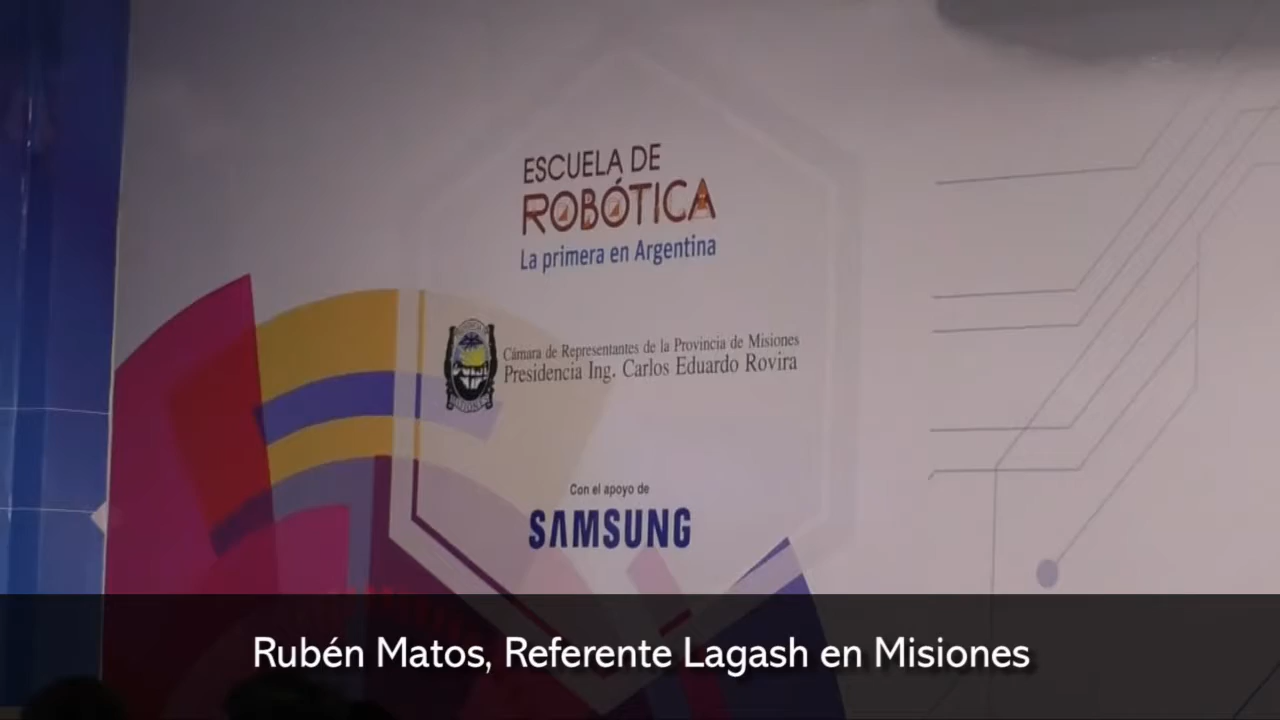 ESCUELA DE
ROBÓTICA
La primera en Argentina
Cámara de Representantes de la Provincia de Misiones
Presidencia Ing. Carlos Eduardo Rovira
Con el apoyo de
SAMSUNG
Rubén Matos, Referente Lagash en Misiones